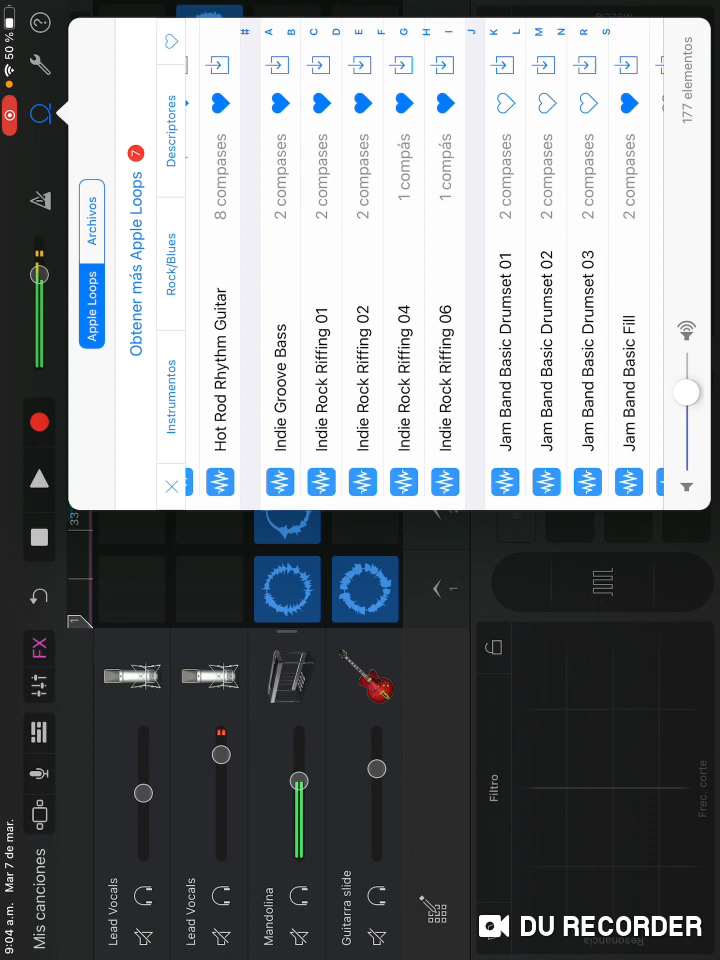 9:04 a.m. Mar 7 de mar.
50 %
Mis canciones
FX
?
1
33
Lead Vocals
Lead Vocals
Mandolina
Guitarra slide
1
Apple Loops
Archivos
Obtener más Apple Loops
7
Instrumentos
Rock/Blues
Descriptores
Hot Rod Rhythm Guitar
8 compases
Indie Groove Bass
2 compases
Indie Rock Riffing 01
2 compases
Indie Rock Riffing 02
2 compases
Indie Rock Riffing 04
1 compás
Indie Rock Riffing 06
1 compás
Jam Band Basic Drumset 01
2 compases
Jam Band Basic Drumset 02
2 compases
Jam Band Basic Drumset 03
2 compases
Jam Band Basic Fill
2 compases
#
A
B
C
D
E
F
G
H
I
J
K
L
M
N
R
S
177 elementos
Filtro
Frec. corte
Resonancia
DU RECORDER